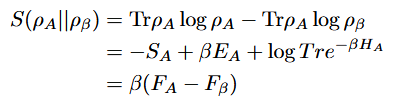 S(ρ_A||ρ_β) = Trρ_A log ρ_A − Trρ_A log ρ_β
= −S_A + βE_A + log Tre^{−βH_A}
= β(F_A − F_β)